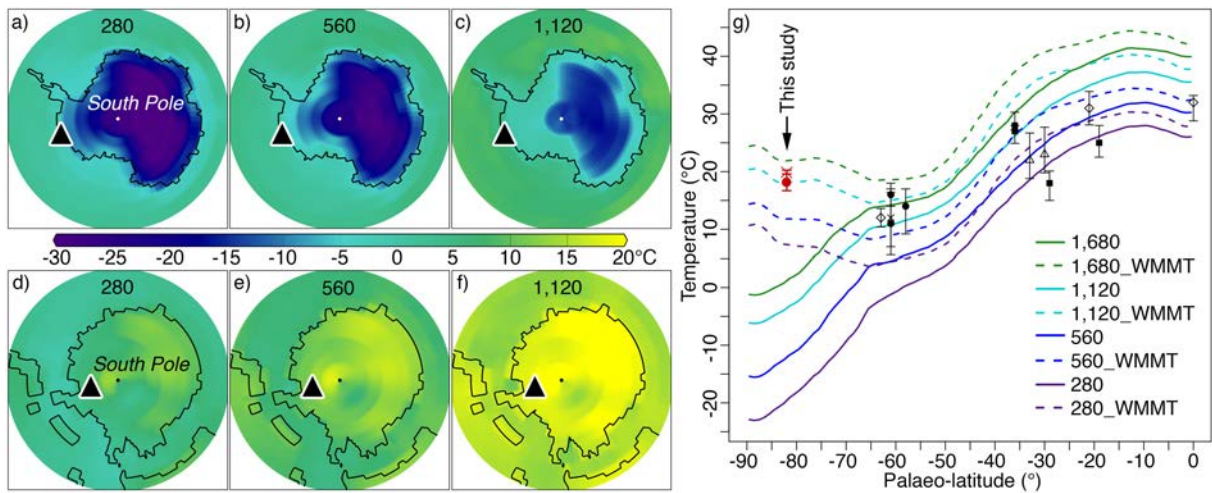 a) 280
South Pole
b) 560
c) 1,120
-30 -25 -20 -15 -10 -5 0 5 10 15 20°C
d) 280
South Pole
e) 560
f) 1,120
g)
This study
Temperature (°C)
40
30
20
10
0
-10
-20
1,680
1,680_WMMT
1,120
1,120_WMMT
560
560_WMMT
280
280_WMMT
-90 -80 -70 -60 -50 -40 -30 -20 -10 0
Palaeo-latitude (°)